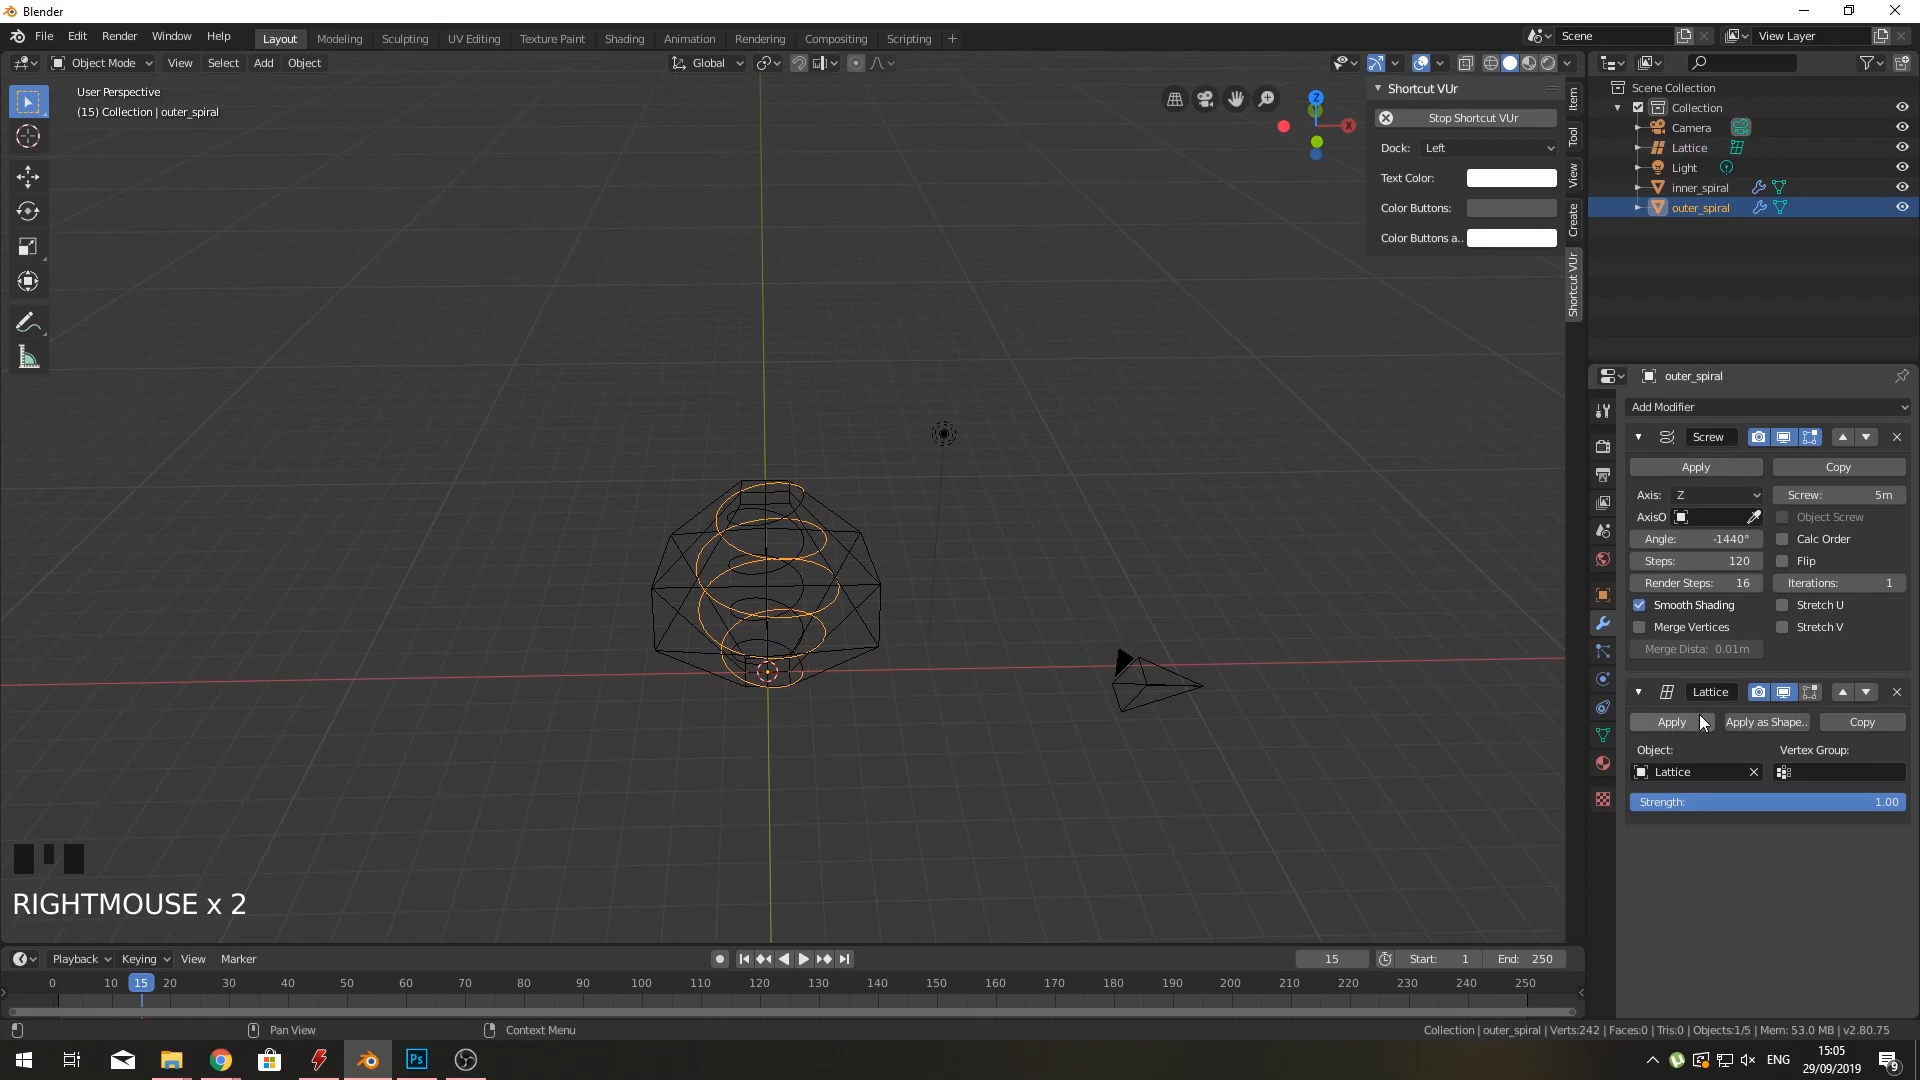 Blender
File Edit Render Window Help
Layout Modeling Sculpting UV Editing Texture Paint Shading Animation Rendering Compositing Scripting +
Scene
View Layer
Object Mode View Select Add Object
Global
User Perspective
(15) Collection | outer_spiral
Z
X
Shortcut VUr
Stop Shortcut VUr
Dock: Left
Text Color:
Color Buttons:
Color Buttons a..
Item
Tool
View
Create
Shortcut VUr
Scene Collection
Collection
Camera
Lattice
Light
inner_spiral
outer_spiral
outer_spiral
Add Modifier
Screw
Apply Copy
Axis: Z Screw: 5m
AxisO Object Screw
Angle: -1440° Calc Order
Steps: 120 Flip
Render Steps: 16 Iterations: 1
Smooth Shading Stretch U
Merge Vertices Stretch V
Merge Dista: 0.01m
Lattice
Apply Apply as Shape.. Copy
Object: Vertex Group:
Lattice
Strength: 1.00
RIGHTMOUSE x 2
Playback Keying View Marker
15 Start: 1 End: 250
0 10 15 20 30 40 50 60 70 80 90 100 110 120 130 140 150 160 170 180 190 200 210 220 230 240 250
Pan View
Context Menu
Collection | outer_spiral | Verts:242 | Faces:0 | Tris:0 | Objects:1/5 | Mem: 53.0 MB | v2.80.75
Ps
ENG
15:05
29/09/2019
9